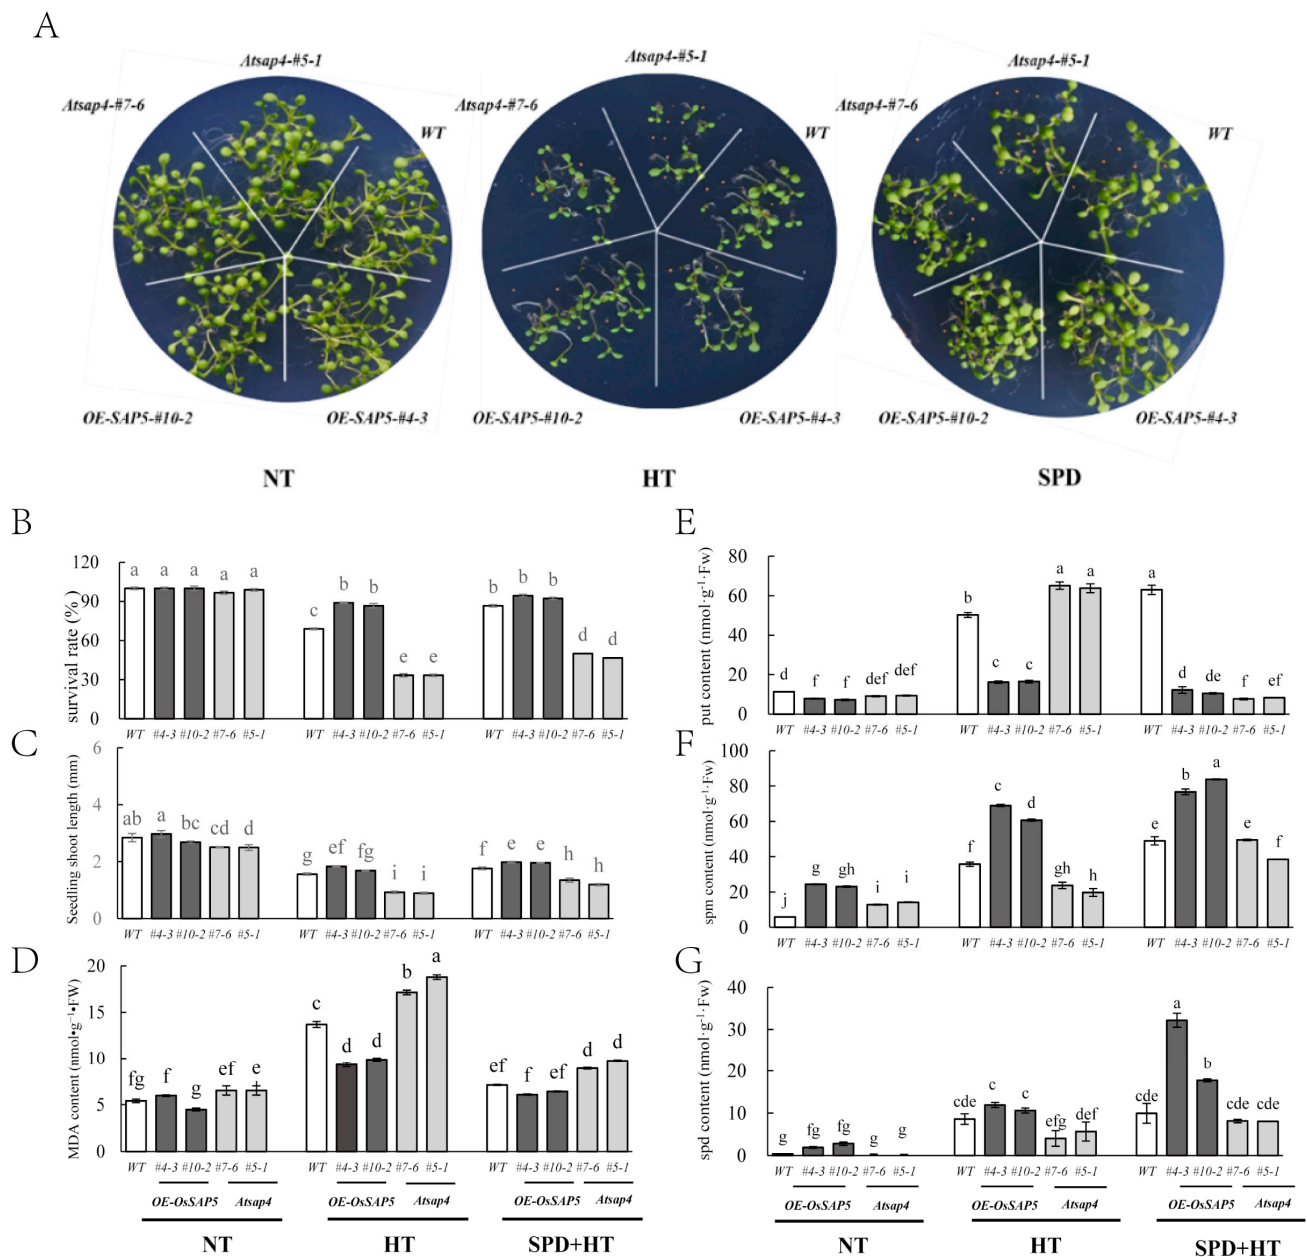 A
Atsap4-#5-1
Atsap4-#7-6
WT
OE-SAP5-#10-2
OE-SAP5-#4-3
NT
Atsap4-#5-1
Atsap4-#7-6
WT
OE-SAP5-#10-2
OE-SAP5-#4-3
HT
Atsap4-#5-1
Atsap4-#7-6
WT
OE-SAP5-#10-2
OE-SAP5-#4-3
SPD
B
survival rate (%)
120
90
60
30
0
a a a a a
c b b e e
b b b d d
WT #4-3 #10-2 #7-6 #5-1
WT #4-3 #10-2 #7-6 #5-1
WT #4-3 #10-2 #7-6 #5-1
C
Seedling shoot length (mm)
6
4
2
0
ab a bc cd d
g ef fg i i
f e e h h
WT #4-3 #10-2 #7-6 #5-1
WT #4-3 #10-2 #7-6 #5-1
WT #4-3 #10-2 #7-6 #5-1
D
MDA content (nmol•g⁻¹•FW)
20
15
10
5
0
fg f g ef e
c d d b a
ef f ef d d
WT #4-3 #10-2 #7-6 #5-1
WT #4-3 #10-2 #7-6 #5-1
WT #4-3 #10-2 #7-6 #5-1
OE-OsSAP5 Atsap4
OE-OsSAP5 Atsap4
OE-OsSAP5 Atsap4
NT
HT
SPD+HT
E
put content (nmol·g⁻¹·Fw)
80
60
40
20
0
d f f def def
b c c a a
a d de f ef
WT #4-3 #10-2 #7-6 #5-1
WT #4-3 #10-2 #7-6 #5-1
WT #4-3 #10-2 #7-6 #5-1
F
spm content (nmol·g⁻¹·Fw)
100
80
60
40
20
0
j g gh i i
f c d gh h
e b a e f
WT #4-3 #10-2 #7-6 #5-1
WT #4-3 #10-2 #7-6 #5-1
WT #4-3 #10-2 #7-6 #5-1
G
spd content (nmol·g⁻¹·Fw)
40
30
20
10
0
g fg fg g g
cde c c efg def
cde a b cde cde
WT #4-3 #10-2 #7-6 #5-1
WT #4-3 #10-2 #7-6 #5-1
WT #4-3 #10-2 #7-6 #5-1
OE-OsSAP5 Atsap4
OE-OsSAP5 Atsap4
OE-OsSAP5 Atsap4
NT
HT
SPD+HT